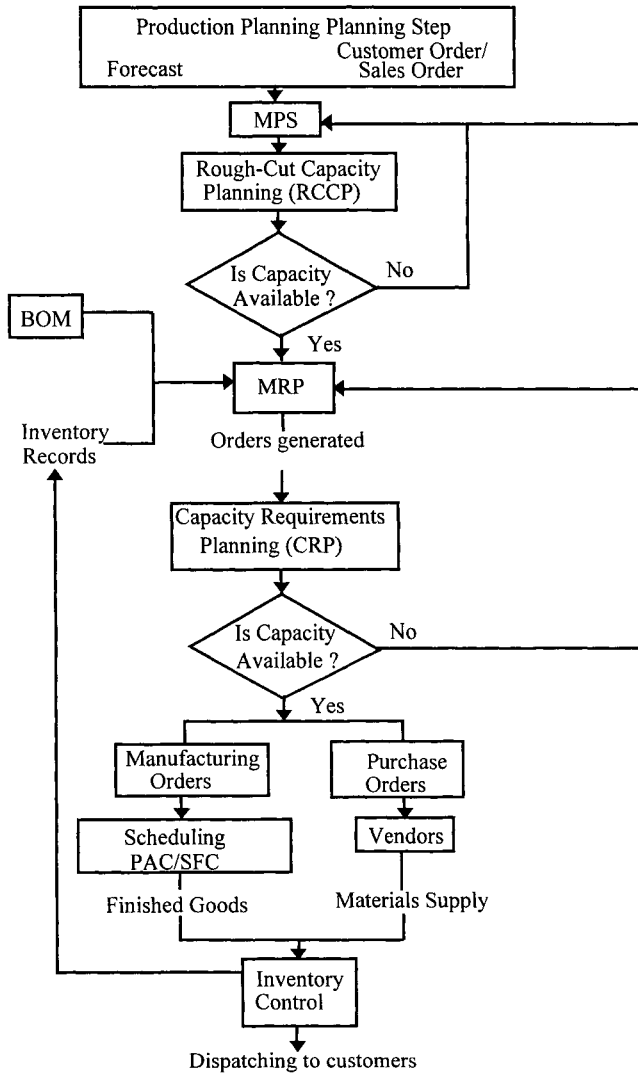 Production Planning Planning Step
Forecast
Customer Order/
Sales Order
MPS
Rough-Cut Capacity
Planning (RCCP)
Is Capacity
Available ?
No
Yes
BOM
MRP
Inventory
Records
Orders generated
Capacity Requirements
Planning (CRP)
Is Capacity
Available ?
No
Yes
Manufacturing
Orders
Purchase
Orders
Scheduling
PAC/SFC
Vendors
Finished Goods
Materials Supply
Inventory
Control
Dispatching to customers